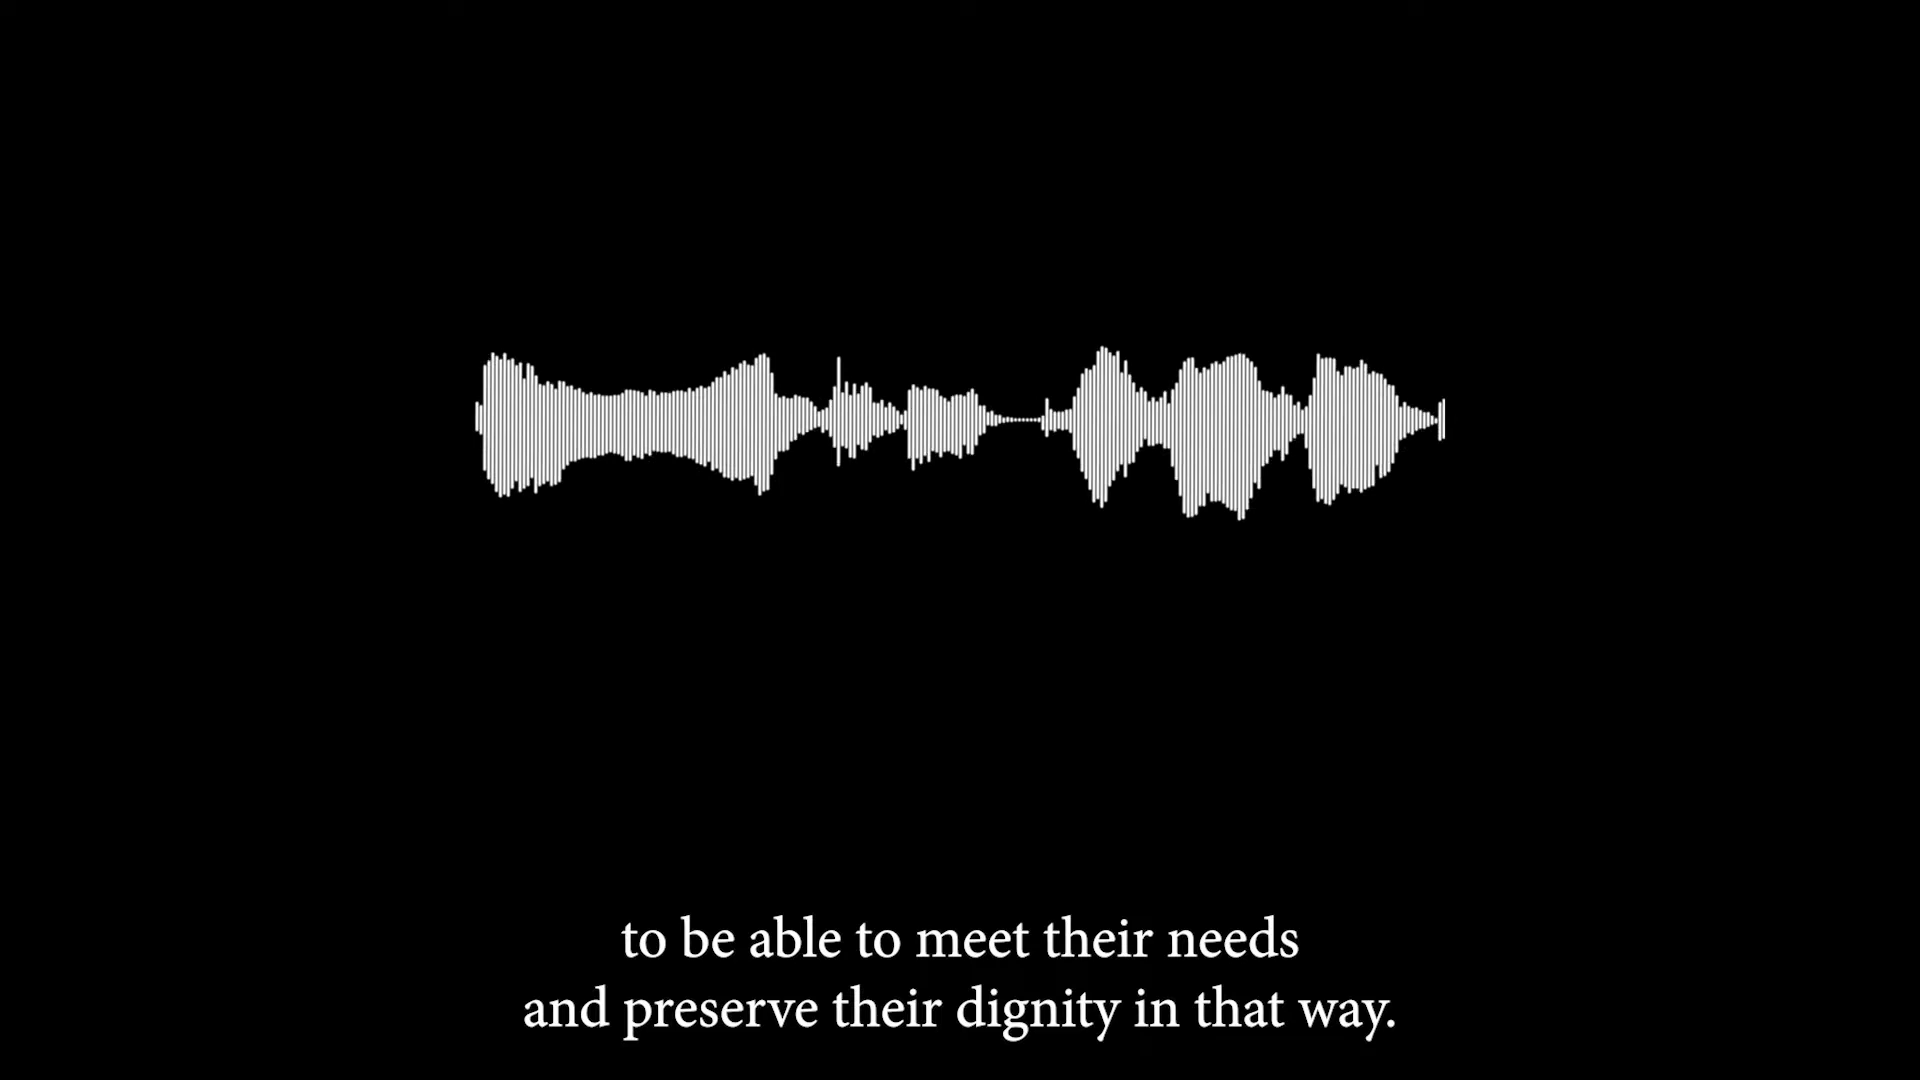 to be able to meet their needs
and preserve their dignity in that way.